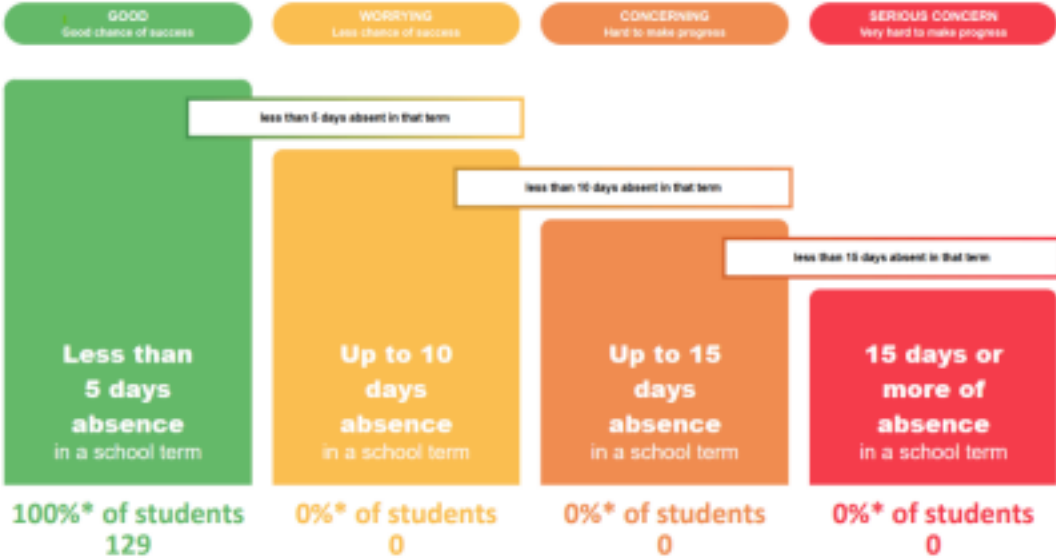 GOOD
Good chance of success
WORRYING
Less chance of success
CONCERNING
Hard to make progress
SERIOUS CONCERN
Very hard to make progress
less than 5 days absent in that term
less than 10 days absent in that term
less than 15 days absent in that term
Less than
5 days
absence
in a school term
Up to 10
days
absence
in a school term
Up to 15
days
absence
in a school term
15 days or
more of
absence
in a school term
100%* of students
129
0%* of students
0
0%* of students
0
0%* of students
0